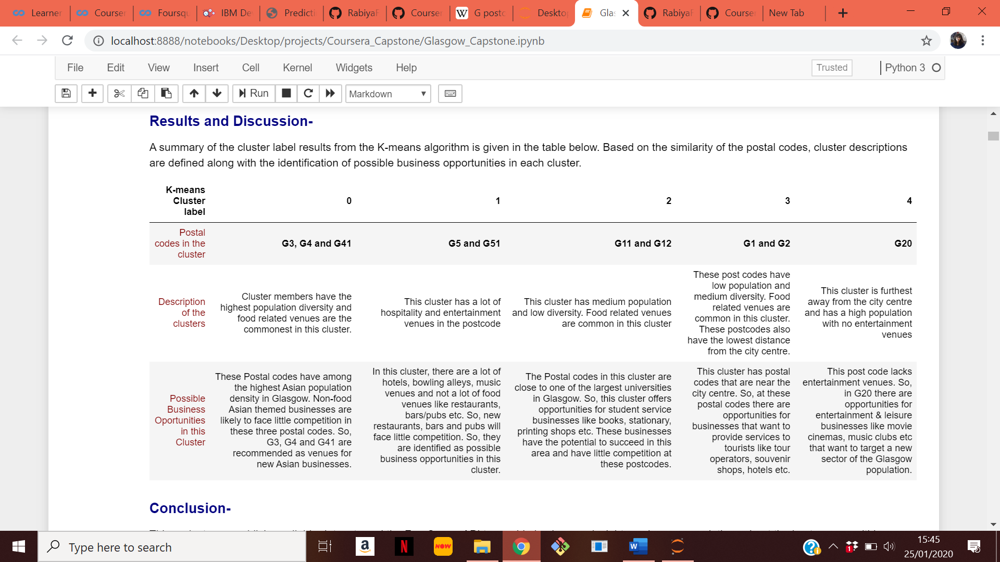 Learner
Courser
Foursqu
IBM De
Predicti
RabiyaF
Courser
W G postc
Desktop
Glas
RabiyaF
Courser
New Tab
localhost:8888/notebooks/Desktop/projects/Coursera_Capstone/Glasgow_Capstone.ipynb
File Edit View Insert Cell Kernel Widgets Help Trusted Python 3
Run Markdown
Results and Discussion-
A summary of the cluster label results from the K-means algorithm is given in the table below. Based on the similarity of the postal codes, cluster descriptions
are defined along with the identification of possible business opportunities in each cluster.
K-means
Cluster
label
0
1
2
3
4
Postal
codes in the
cluster
G3, G4 and G41
G5 and G51
G11 and G12
G1 and G2
G20
Description
of the
clusters
Cluster members have the
highest population diversity and
food related venues are the
commonest in this cluster.
This cluster has a lot of
hospitality and entertainment
venues in the postcode
This cluster has medium population
and low diversity. Food related venues
are common in this cluster
These post codes have
low population and
medium diversity. Food
related venues are
common in this cluster.
These postcodes also
have the lowest distance
from the city centre.
This cluster is furthest
away from the city centre
and has a high population
with no entertainment
venues
Possible
Business
Oportunities
in this
Cluster
These Postal codes have among
the highest Asian population
density in Glasgow. Non-food
Asian themed businesses are
likely to face little competition in
these three postal codes. So,
G3, G4 and G41 are
recommended as venues for
new Asian businesses.
In this cluster, there are a lot of
hotels, bowling alleys, music
venues and not a lot of food
venues like restaurants,
bars/pubs etc. So, new
restaurants, bars and pubs will
face little competition. So, they
are identified as possible
business opportunities in this
cluster.
The Postal codes in this cluster are
close to one of the largest universities
in Glasgow. So, this cluster offers
opportunities for student service
businesses like books, stationary,
printing shops etc. These businesses
have the potential to succeed in this
area and have little competition at
these postcodes.
This cluster has postal
codes that are near the
city centre. So, at these
postal codes there are
opportunities for
businesses that want to
provide services to
tourists like tour
operators, souvenir
shops, hotels etc.
This post code lacks
entertainment venues. So,
in G20 there are
opportunities for
entertainment & leisure
businesses like movie
cinemas, music clubs etc
that want to target a new
sector of the Glasgow
population.
Conclusion-
Type here to search
a
N
NOW
W
1
15:45
25/01/2020